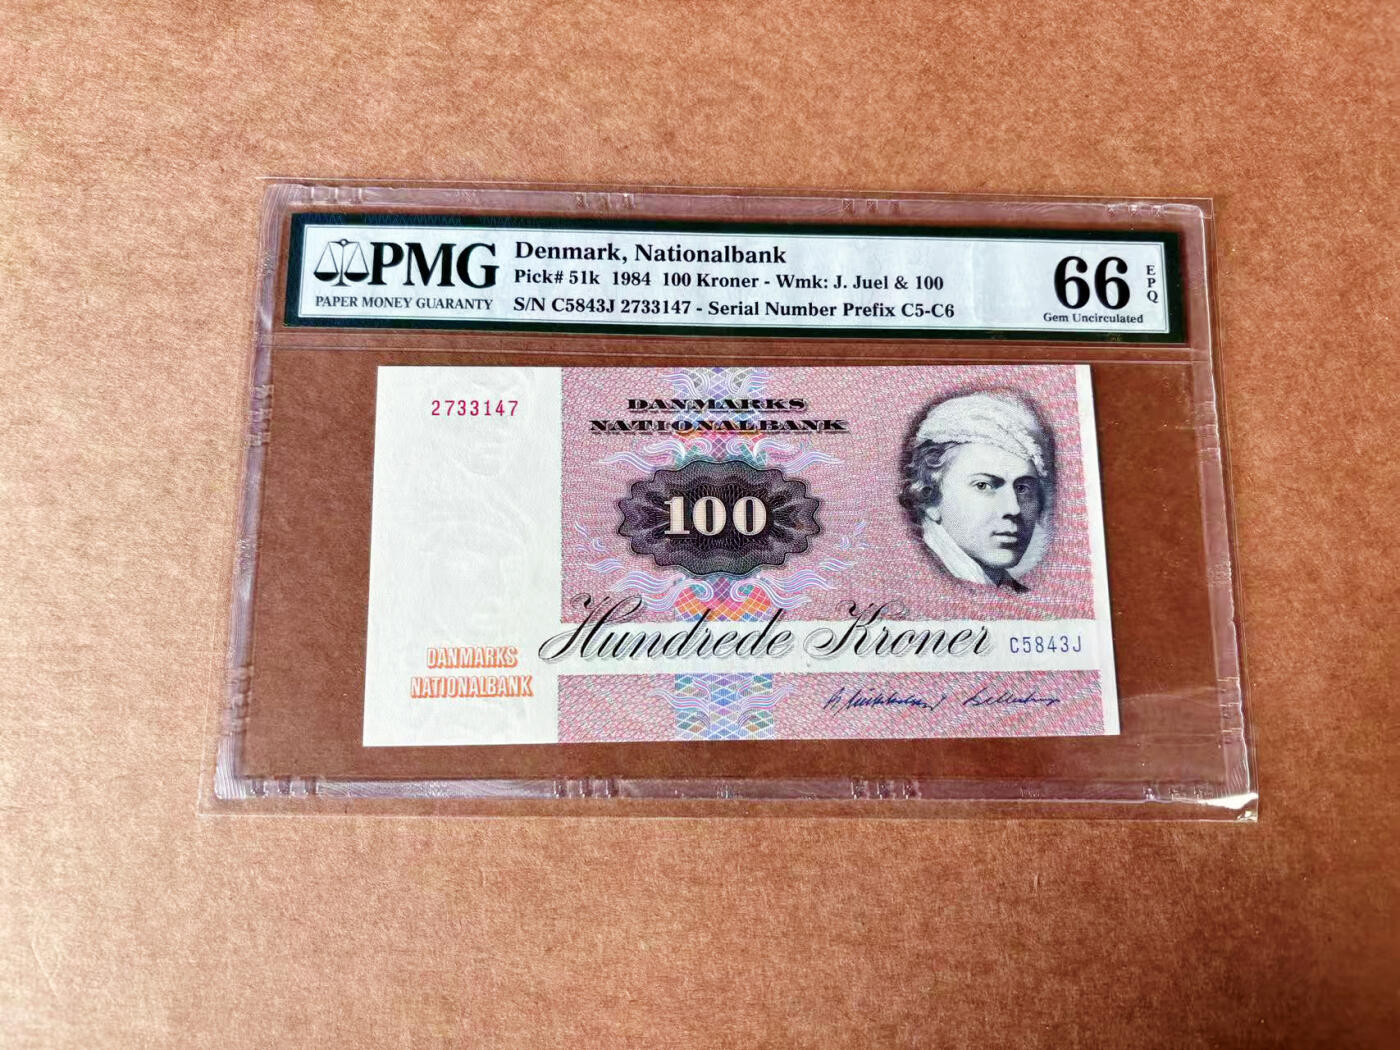 PMG
PAPER MONEY GUARANTY
Denmark, Nationalbank
Pick# 51k 1984 100 Kroner - Wmk: J. Juel & 100
S/N C5843J 2733147 - Serial Number Prefix C5-C6
66
EPQ
Gem Uncirculated
2733147
DANMARKS
NATIONALBANK
100
Hundrede Kroner
C5843J
DANMARKS
NATIONALBANK